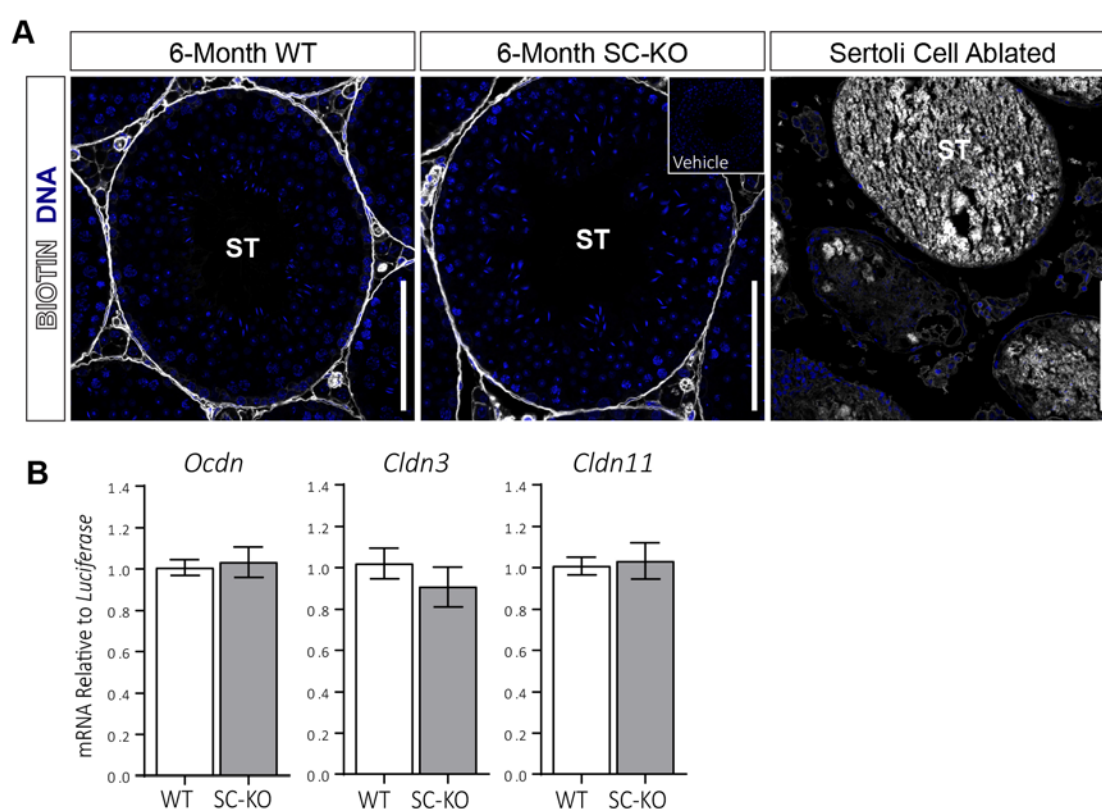 A
6-Month WT
6-Month SC-KO
Sertoli Cell Ablated
BIOTIN DNA
ST
ST
Vehicle
ST
B
Ocdn
Cldn3
Cldn11
mRNA Relative to Luciferase
1.4
1.2
1.0
0.8
0.6
0.4
0.2
0.0
WT SC-KO
1.4
1.2
1.0
0.8
0.6
0.4
0.2
0.0
WT SC-KO
1.4
1.2
1.0
0.8
0.6
0.4
0.2
0.0
WT SC-KO